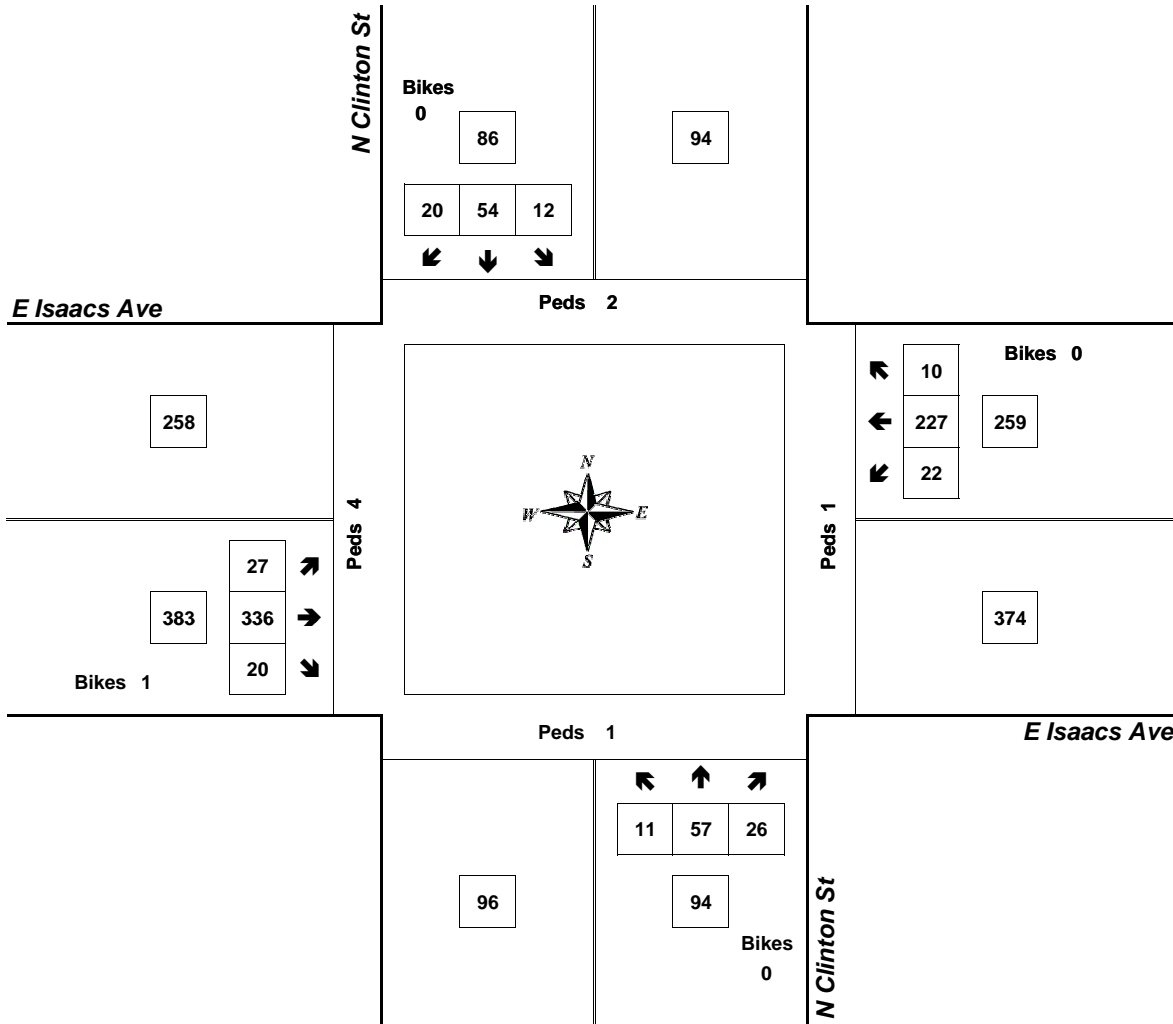 N Clinton St
Bikes
0
86
94
20 54 12
Peds 2
E Isaacs Ave
Bikes 0
10
258
227 259
22
N
W E
S
Peds 4
Peds 1
27
383 336
374
20
Bikes 1
Peds 1
E Isaacs Ave
11 57 26
96
94
Bikes
0
N Clinton St